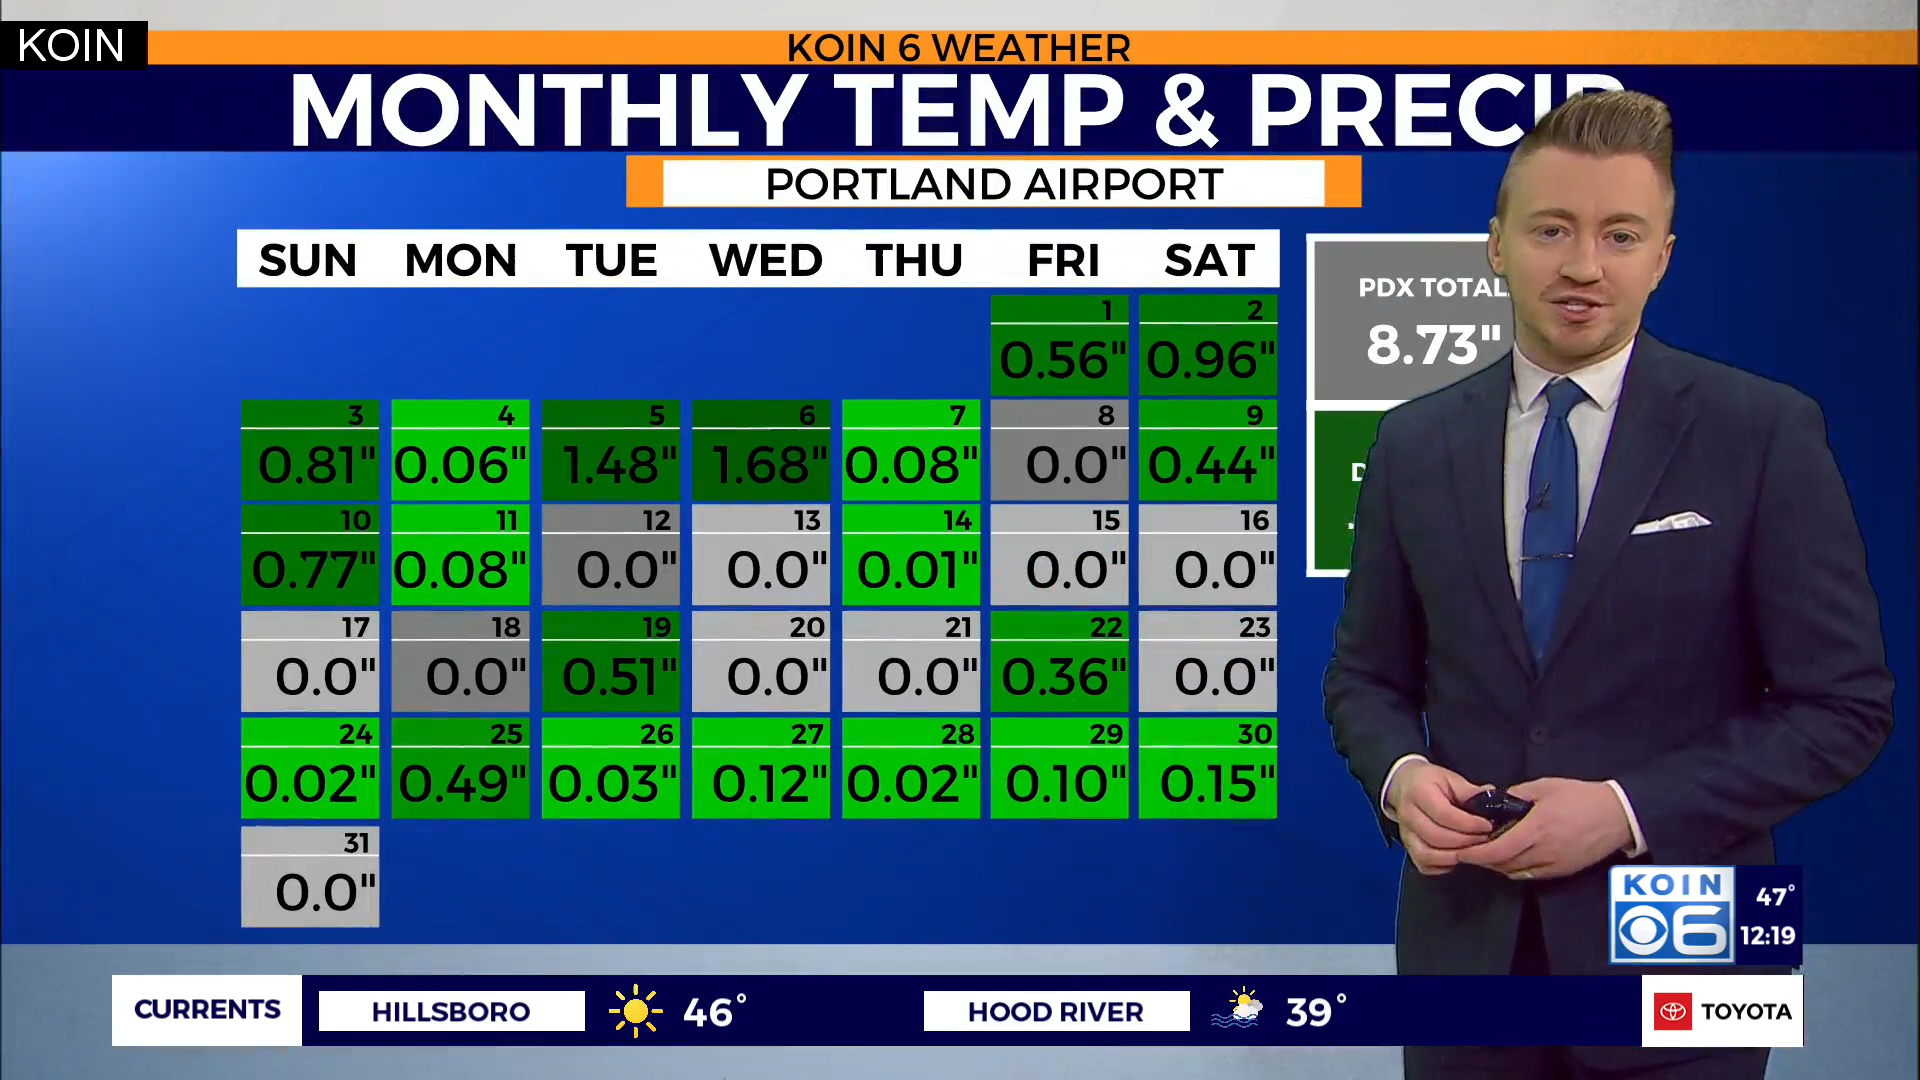 KOIN
KOIN 6 WEATHER
MONTHLY TEMP & PRECIP
PORTLAND AIRPORT
SUN MON TUE WED THU FRI SAT
1 2
0.56" 0.96"
3 4 5 6 7 8 9
0.81" 0.06" 1.48" 1.68" 0.08" 0.0" 0.44"
10 11 12 13 14 15 16
0.77" 0.08" 0.0" 0.0" 0.01" 0.0" 0.0"
17 18 19 20 21 22 23
0.0" 0.0" 0.51" 0.0" 0.0" 0.36" 0.0"
24 25 26 27 28 29 30
0.02" 0.49" 0.03" 0.12" 0.02" 0.10" 0.15"
31
0.0"
PDX TOTAL
8.73"
KOIN
6
47°
12:19
CURRENTS HILLSBORO 46° HOOD RIVER 39° TOYOTA